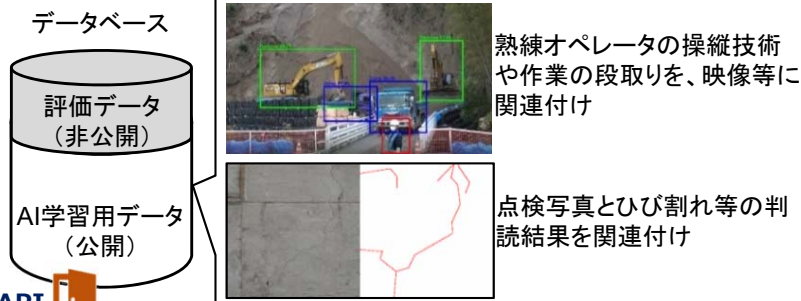 データベース
評価データ
（非公開）
AI学習用データ
（公開）
熟練オペレータの操縦技術
や作業の段取りを、映像等に
関連付け
点検写真とひび割れ等の判
読結果を関連付け